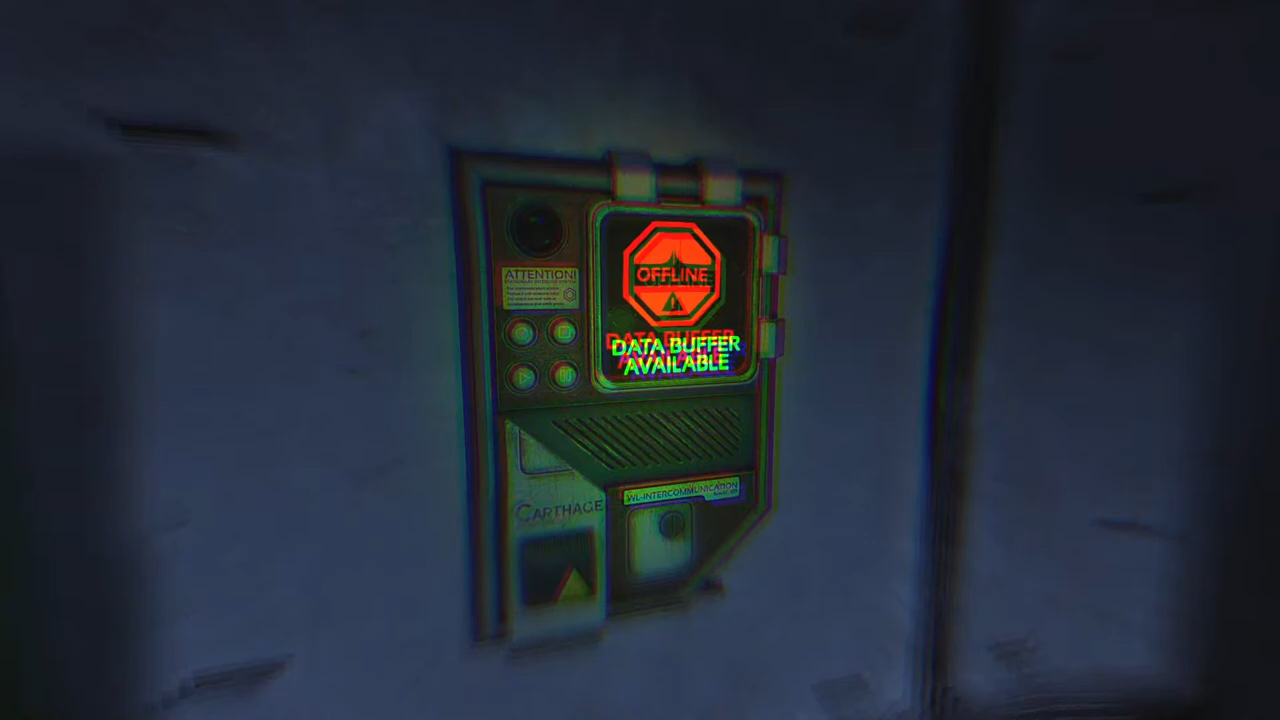 ATTENTION!
OFFLINE
DATA BUFFER
AVAILABLE
WL-INTERCOMMUNICATION
CARTHAGE